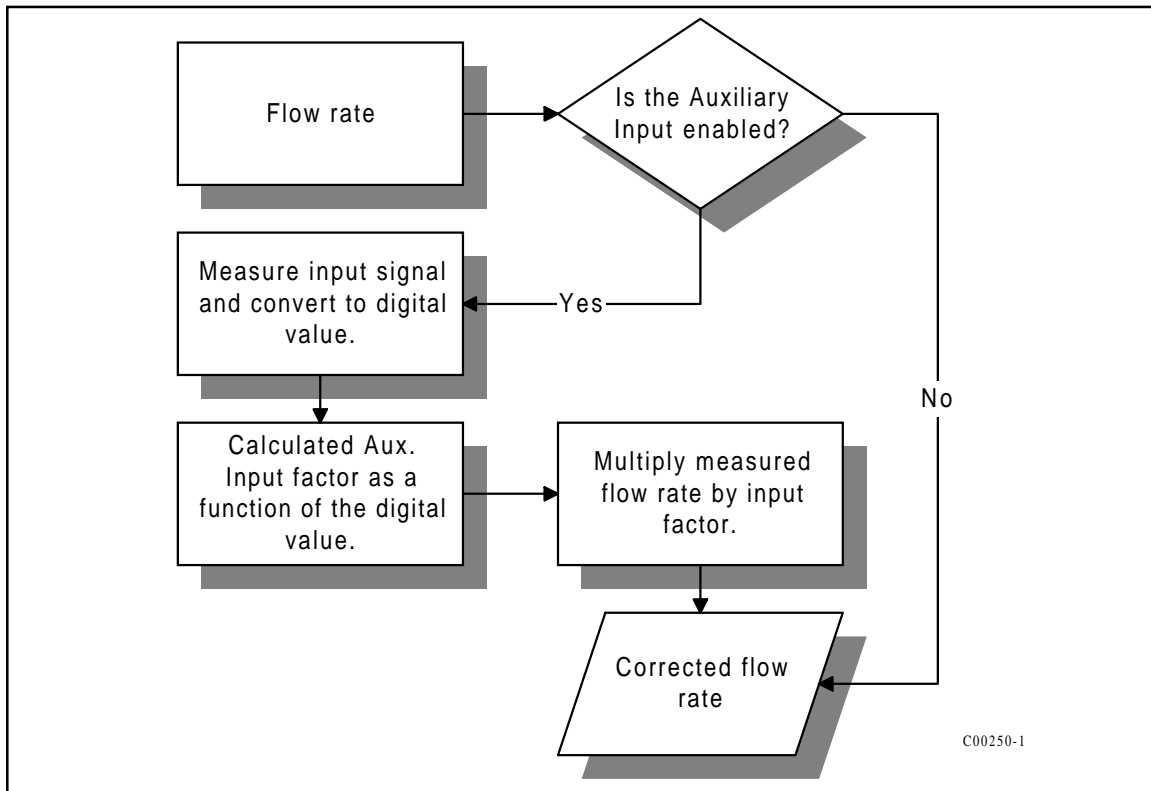 Flow rate
Is the Auxiliary
Input enabled?
Measure input signal
and convert to digital
value.
Yes
No
Calculated Aux.
Input factor as a
function of the digital
value.
Multiply measured
flow rate by input
factor.
Corrected flow
rate
C00250-1